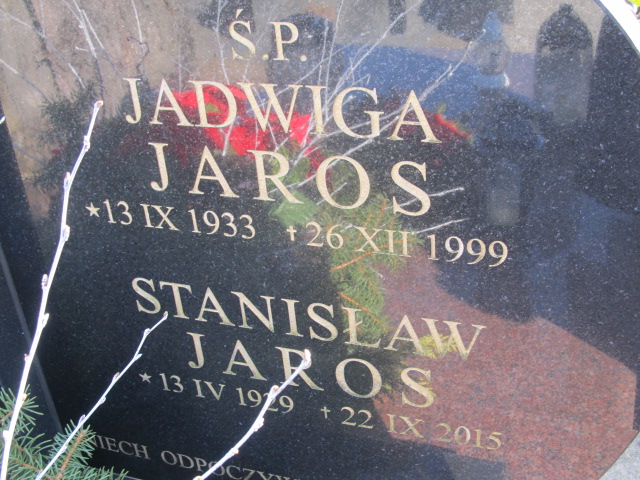 Ś.P.
JADWIGA
JAROS
*13 IX 1933 +26 XII 1999
STANISŁAW
JAROS
*13 IV 1929 +22 IX 2015